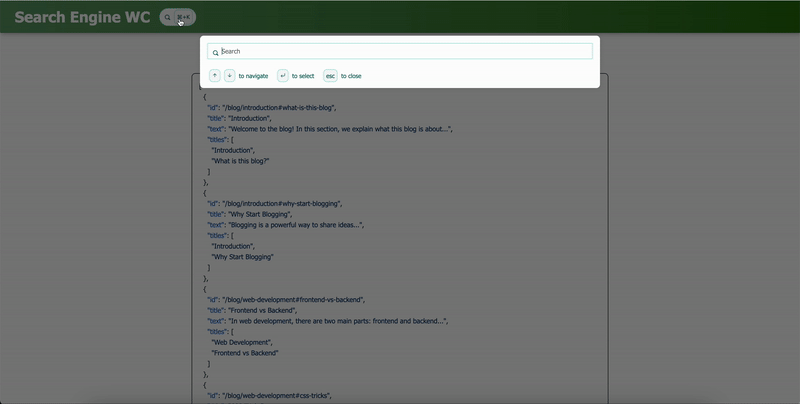 Search Engine WC ⌘+K
Search
↑ ↓ to navigate ↵ to select esc to close
{
"id": "/blog/introduction#what-is-this-blog",
"title": "Introduction",
"text": "Welcome to the blog! In this section, we explain what this blog is about...",
"titles": [
"Introduction",
"What is this blog?"
]
},
{
"id": "/blog/introduction#why-start-blogging",
"title": "Why Start Blogging",
"text": "Blogging is a powerful way to share ideas...",
"titles": [
"Introduction",
"Why Start Blogging"
]
},
{
"id": "/blog/web-development#frontend-vs-backend",
"title": "Frontend vs Backend",
"text": "In web development, there are two main parts: frontend and backend...",
"titles": [
"Web Development",
"Frontend vs Backend"
]
},
{
"id": "/blog/web-development#css-tricks",